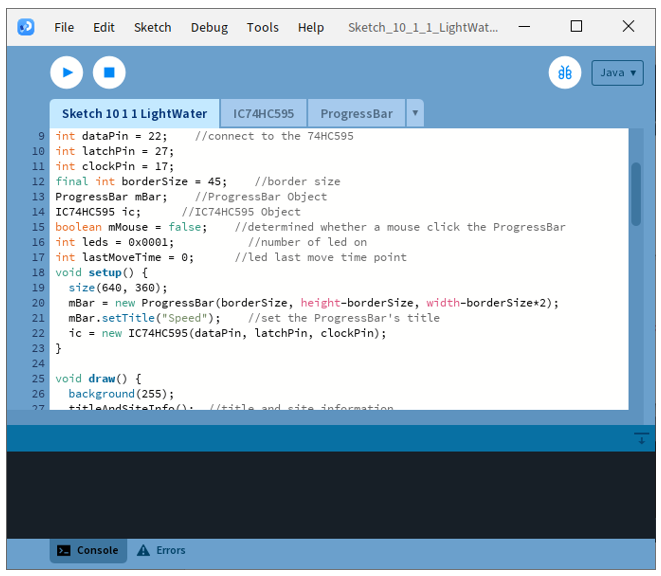 File Edit Sketch Debug Tools Help Sketch_10_1_1_LightWat...
Java ▾
Sketch 10 1 1 LightWater IC74HC595 ProgressBar ▾
9 int dataPin = 22;    //connect to the 74HC595
10 int latchPin = 27;
11 int clockPin = 17;
12 final int borderSize = 45;    //border size
13 ProgressBar mBar;    //ProgressBar Object
14 IC74HC595 ic;      //IC74HC595 Object
15 boolean mMouse = false;    //determined whether a mouse click the ProgressBar
16 int leds = 0x0001;           //number of led on
17 int lastMoveTime = 0;      //led last move time point
18 void setup() {
19   size(640, 360);
20   mBar = new ProgressBar(borderSize, height-borderSize, width-borderSize*2);
21   mBar.setTitle("Speed");    //set the ProgressBar's title
22   ic = new IC74HC595(dataPin, latchPin, clockPin);
23 }
24
25 void draw() {
26   background(255);
27   titleAndSiteInfo();  //title and site information
Console Errors